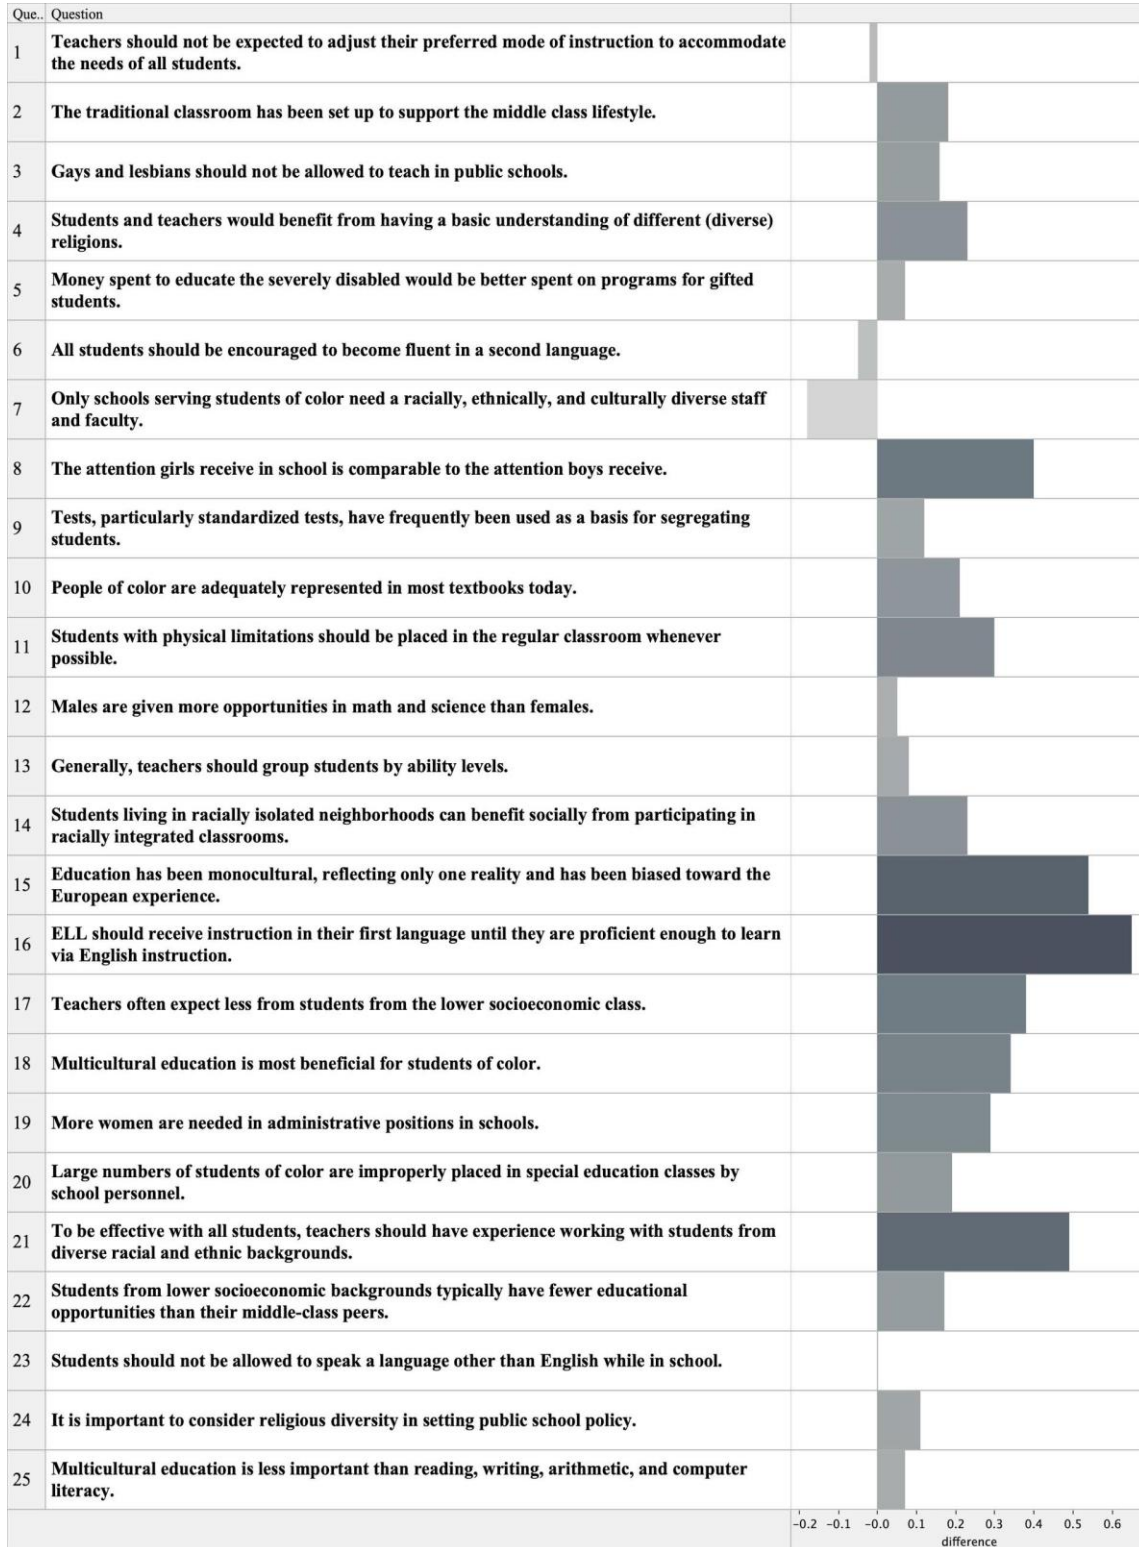 Que.. Question
1 Teachers should not be expected to adjust their preferred mode of instruction to accommodate
the needs of all students.
2 The traditional classroom has been set up to support the middle class lifestyle.
3 Gays and lesbians should not be allowed to teach in public schools.
4 Students and teachers would benefit from having a basic understanding of different (diverse)
religions.
5 Money spent to educate the severely disabled would be better spent on programs for gifted
students.
6 All students should be encouraged to become fluent in a second language.
7 Only schools serving students of color need a racially, ethnically, and culturally diverse staff
and faculty.
8 The attention girls receive in school is comparable to the attention boys receive.
9 Tests, particularly standardized tests, have frequently been used as a basis for segregating
students.
10 People of color are adequately represented in most textbooks today.
11 Students with physical limitations should be placed in the regular classroom whenever
possible.
12 Males are given more opportunities in math and science than females.
13 Generally, teachers should group students by ability levels.
14 Students living in racially isolated neighborhoods can benefit socially from participating in
racially integrated classrooms.
15 Education has been monocultural, reflecting only one reality and has been biased toward the
European experience.
16 ELL should receive instruction in their first language until they are proficient enough to learn
via English instruction.
17 Teachers often expect less from students from the lower socioeconomic class.
18 Multicultural education is most beneficial for students of color.
19 More women are needed in administrative positions in schools.
20 Large numbers of students of color are improperly placed in special education classes by
school personnel.
21 To be effective with all students, teachers should have experience working with students from
diverse racial and ethnic backgrounds.
22 Students from lower socioeconomic backgrounds typically have fewer educational
opportunities than their middle-class peers.
23 Students should not be allowed to speak a language other than English while in school.
24 It is important to consider religious diversity in setting public school policy.
25 Multicultural education is less important than reading, writing, arithmetic, and computer
literacy.
-0.2 -0.1 -0.0 0.1 0.2 0.3 0.4 0.5 0.6
difference